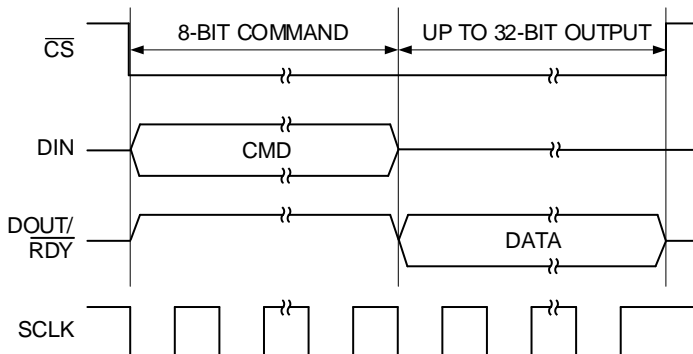 8-BIT COMMAND
UP TO 32-BIT OUTPUT
CS
DIN
CMD
DOUT/
RDY
DATA
SCLK